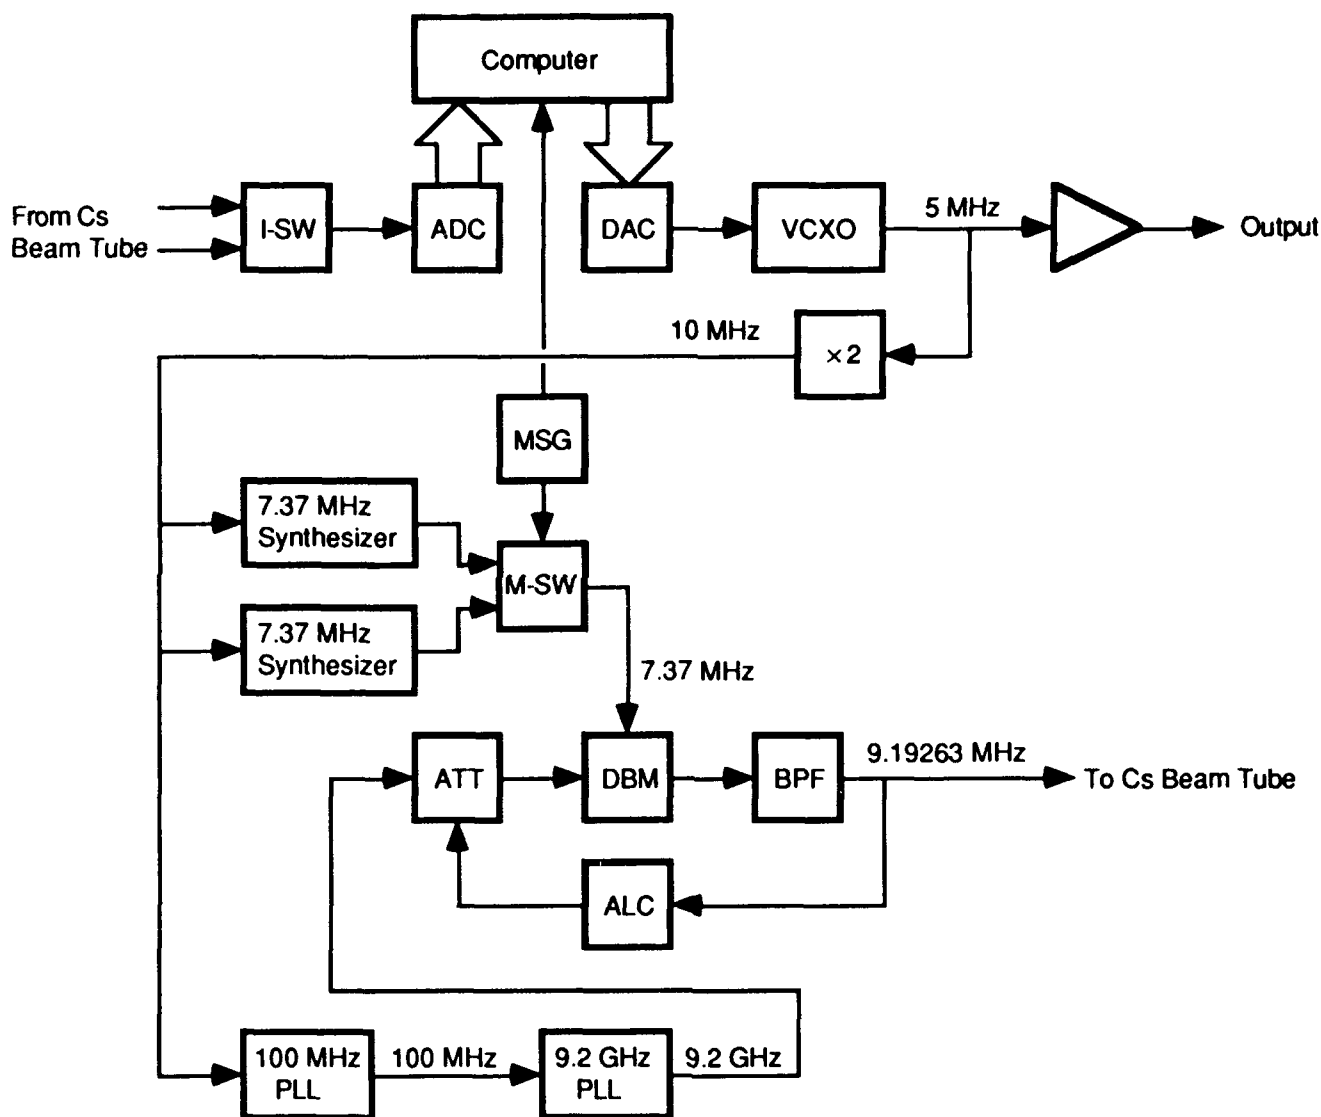 Computer
From Cs
Beam Tube
I-SW
ADC
DAC
VCXO
5 MHz
Output
10 MHz
× 2
MSG
7.37 MHz
Synthesizer
M-SW
7.37 MHz
Synthesizer
7.37 MHz
ATT
DBM
BPF
9.19263 MHz
To Cs Beam Tube
ALC
100 MHz
PLL
100 MHz
9.2 GHz
PLL
9.2 GHz